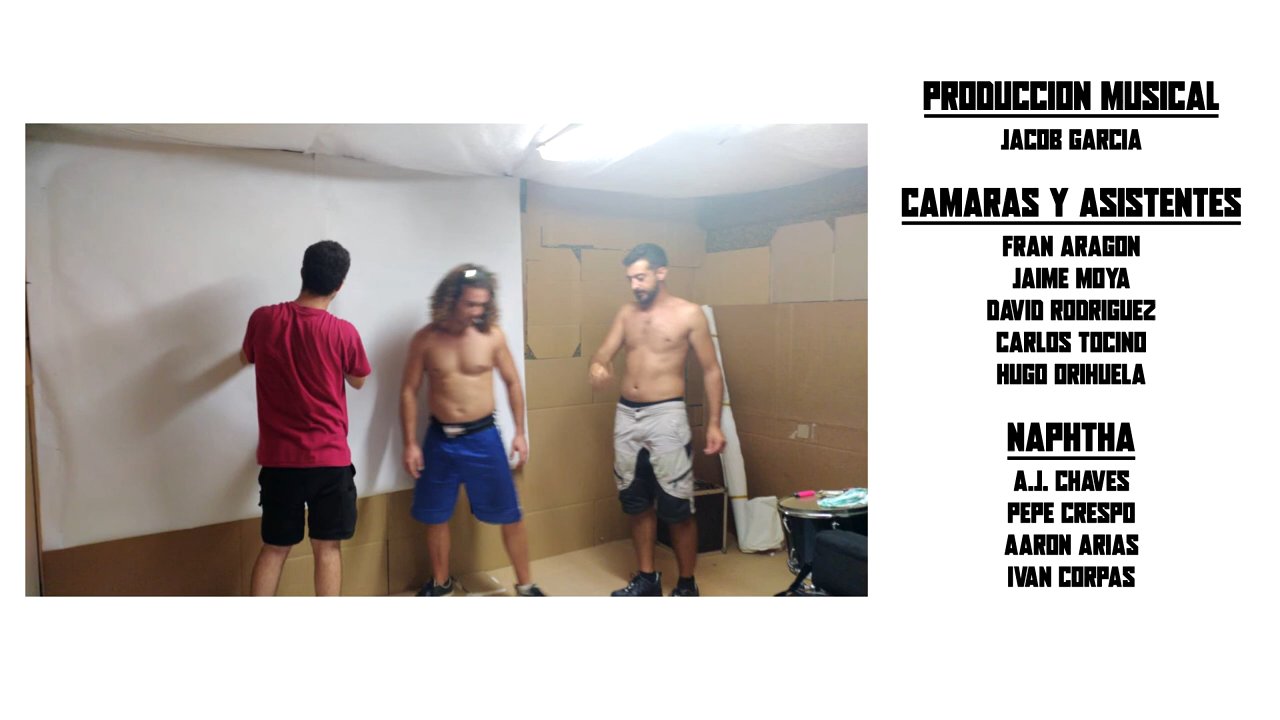 PRODUCCION MUSICAL
JACOB GARCIA
CAMARAS Y ASISTENTES
FRAN ARAGON
JAIME MOYA
DAVID RODRIGUEZ
CARLOS TOCINO
HUGO ORIHUELA
NAPHTHA
A.J. CHAVES
PEPE CRESPO
AARON ARIAS
IVAN CORPAS